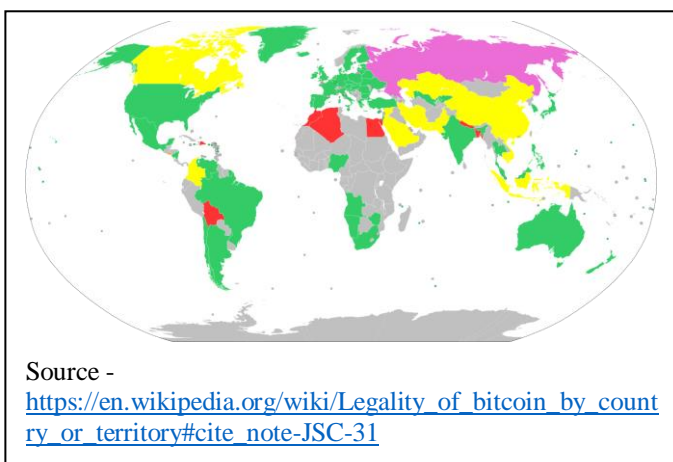 Source -
https://en.wikipedia.org/wiki/Legality_of_bitcoin_by_count
ry_or_territory#cite_note-JSC-31